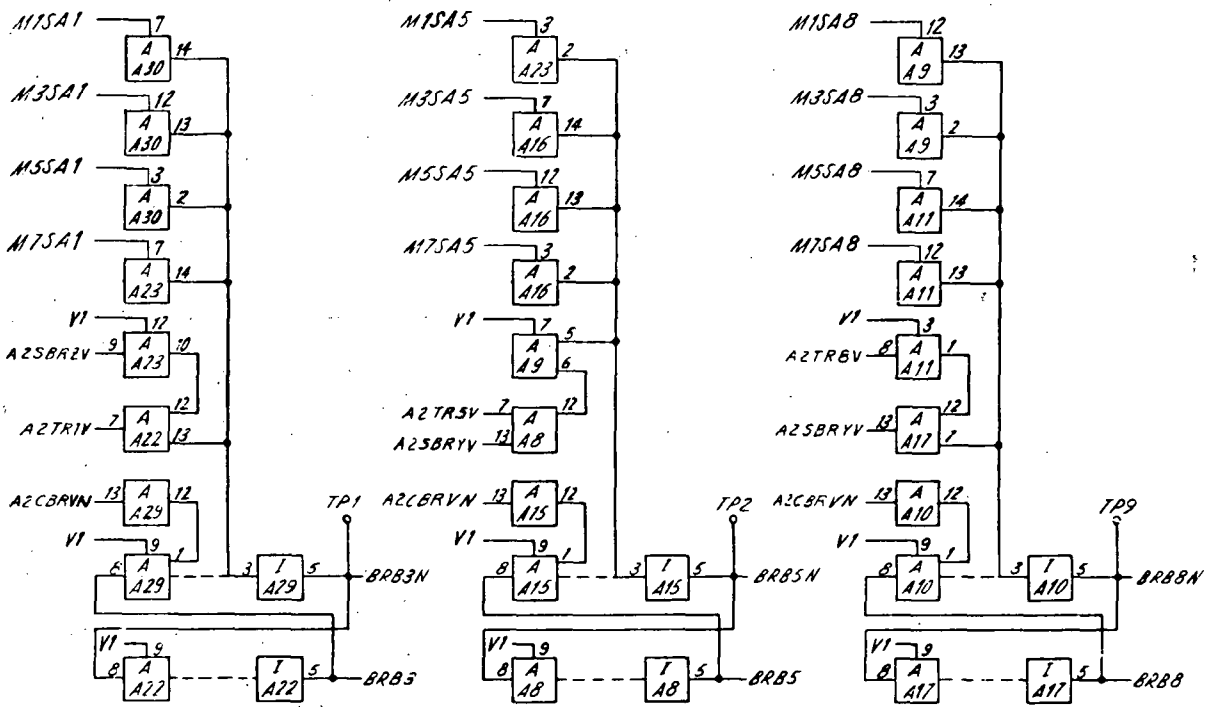 M1SA1 7 A A30 14
M3SA1 12 A A30 13
M5SA1 3 A A30 2
M7SA1 7 A A23 14
V1 12
A2SBR2V 9 A A23 10
A2TR1V 7 A A22 12 13
A2CBRVN 13 A A29 12
TP1
V1 9
8 A A29 1 3 I A29 5 BRB3N
V1 9
8 A A22 I A22 5 BRB3
M1SA5 3 A A23 2
M3SA5 7 A A16 14
M5SA5 12 A A16 13
M7SA5 3 A A16 2
V1 7 A A9 5 6
A2TR5V 7 A A8 12
A2SBRYV 13
A2CBRVN 13 A A15 12
TP2
V1 9
8 A A15 1 3 I A15 5 BRB5N
V1 9
8 A A8 I A8 5 BRB5
M1SA8 12 A A9 13
M3SA8 3 A A9 2
M5SA8 7 A A11 14
M7SA8 12 A A11 13
V1 3
A2TR8V 8 A A11 1
A2SBRYV 13 A A17 12 1
A2CBRVN 13 A A10 12
TP9
V1 9
8 A A10 1 3 I A10 5 BRB8N
V1 9
8 A A17 I A17 5 BRB8